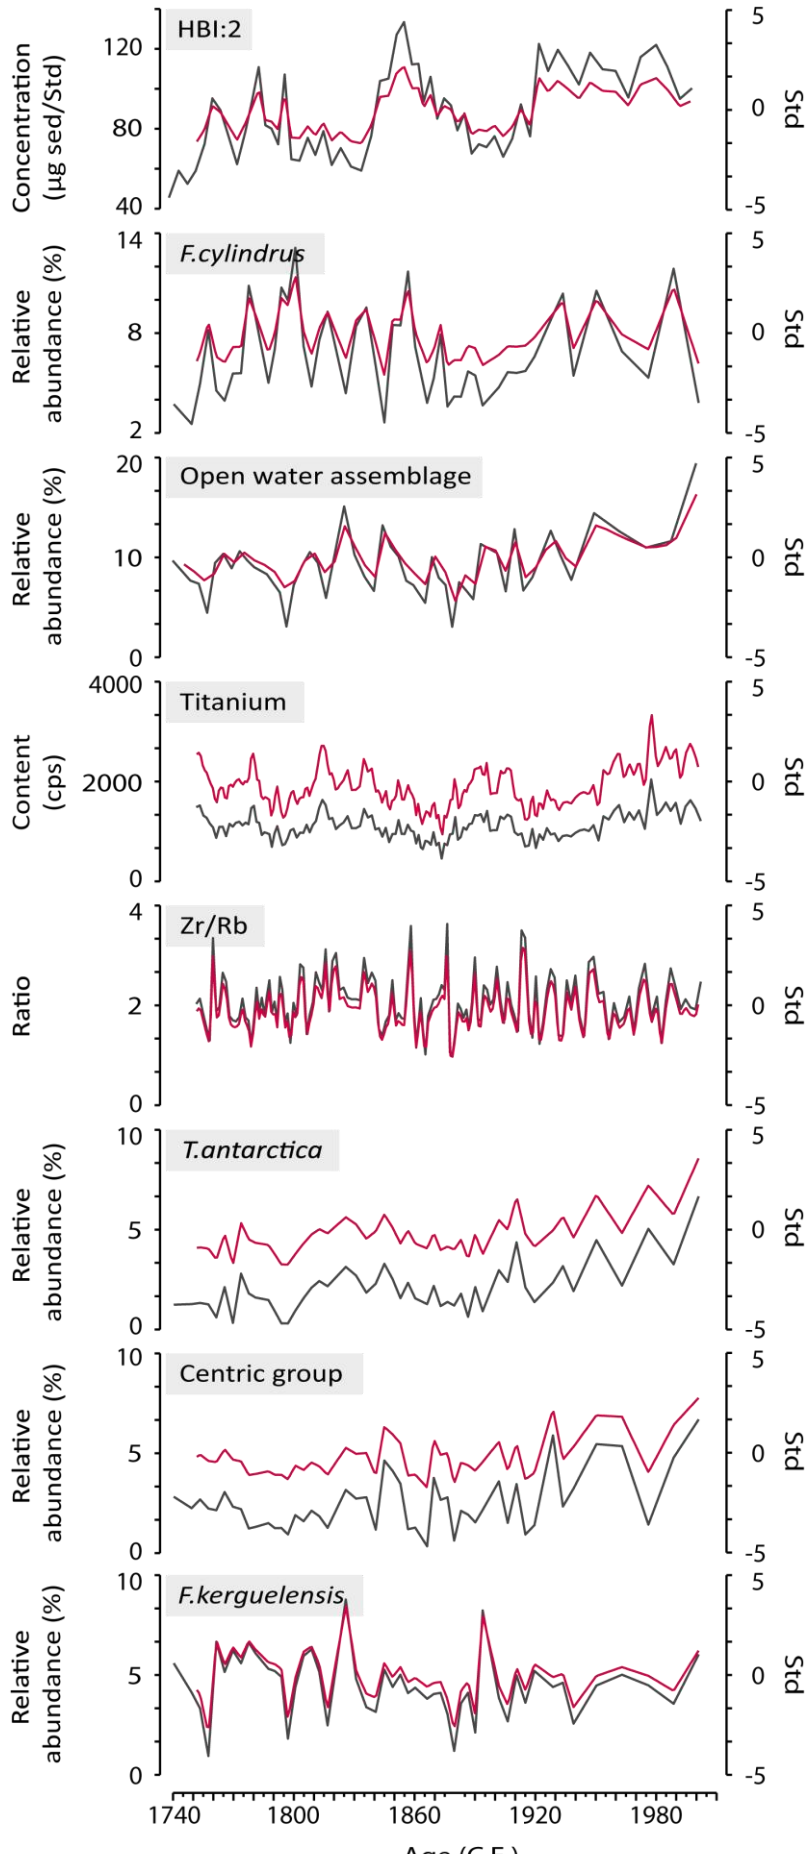 HBI:2
Concentration
(μg sed/Std)
120
80
40
5
0
-5
Std
F.cylindrus
Relative
abundance (%)
14
8
2
5
0
-5
Std
Open water assemblage
Relative
abundance (%)
20
10
0
5
0
-5
Std
Titanium
Content
(cps)
4000
2000
0
5
0
-5
Std
Zr/Rb
Ratio
4
2
0
5
0
-5
Std
T.antarctica
Relative
abundance (%)
10
5
0
5
0
-5
Std
Centric group
Relative
abundance (%)
10
5
0
5
0
-5
Std
F.kerguelensis
Relative
abundance (%)
10
5
0
5
0
-5
Std
1740 1800 1860 1920 1980
Age (C.E.)